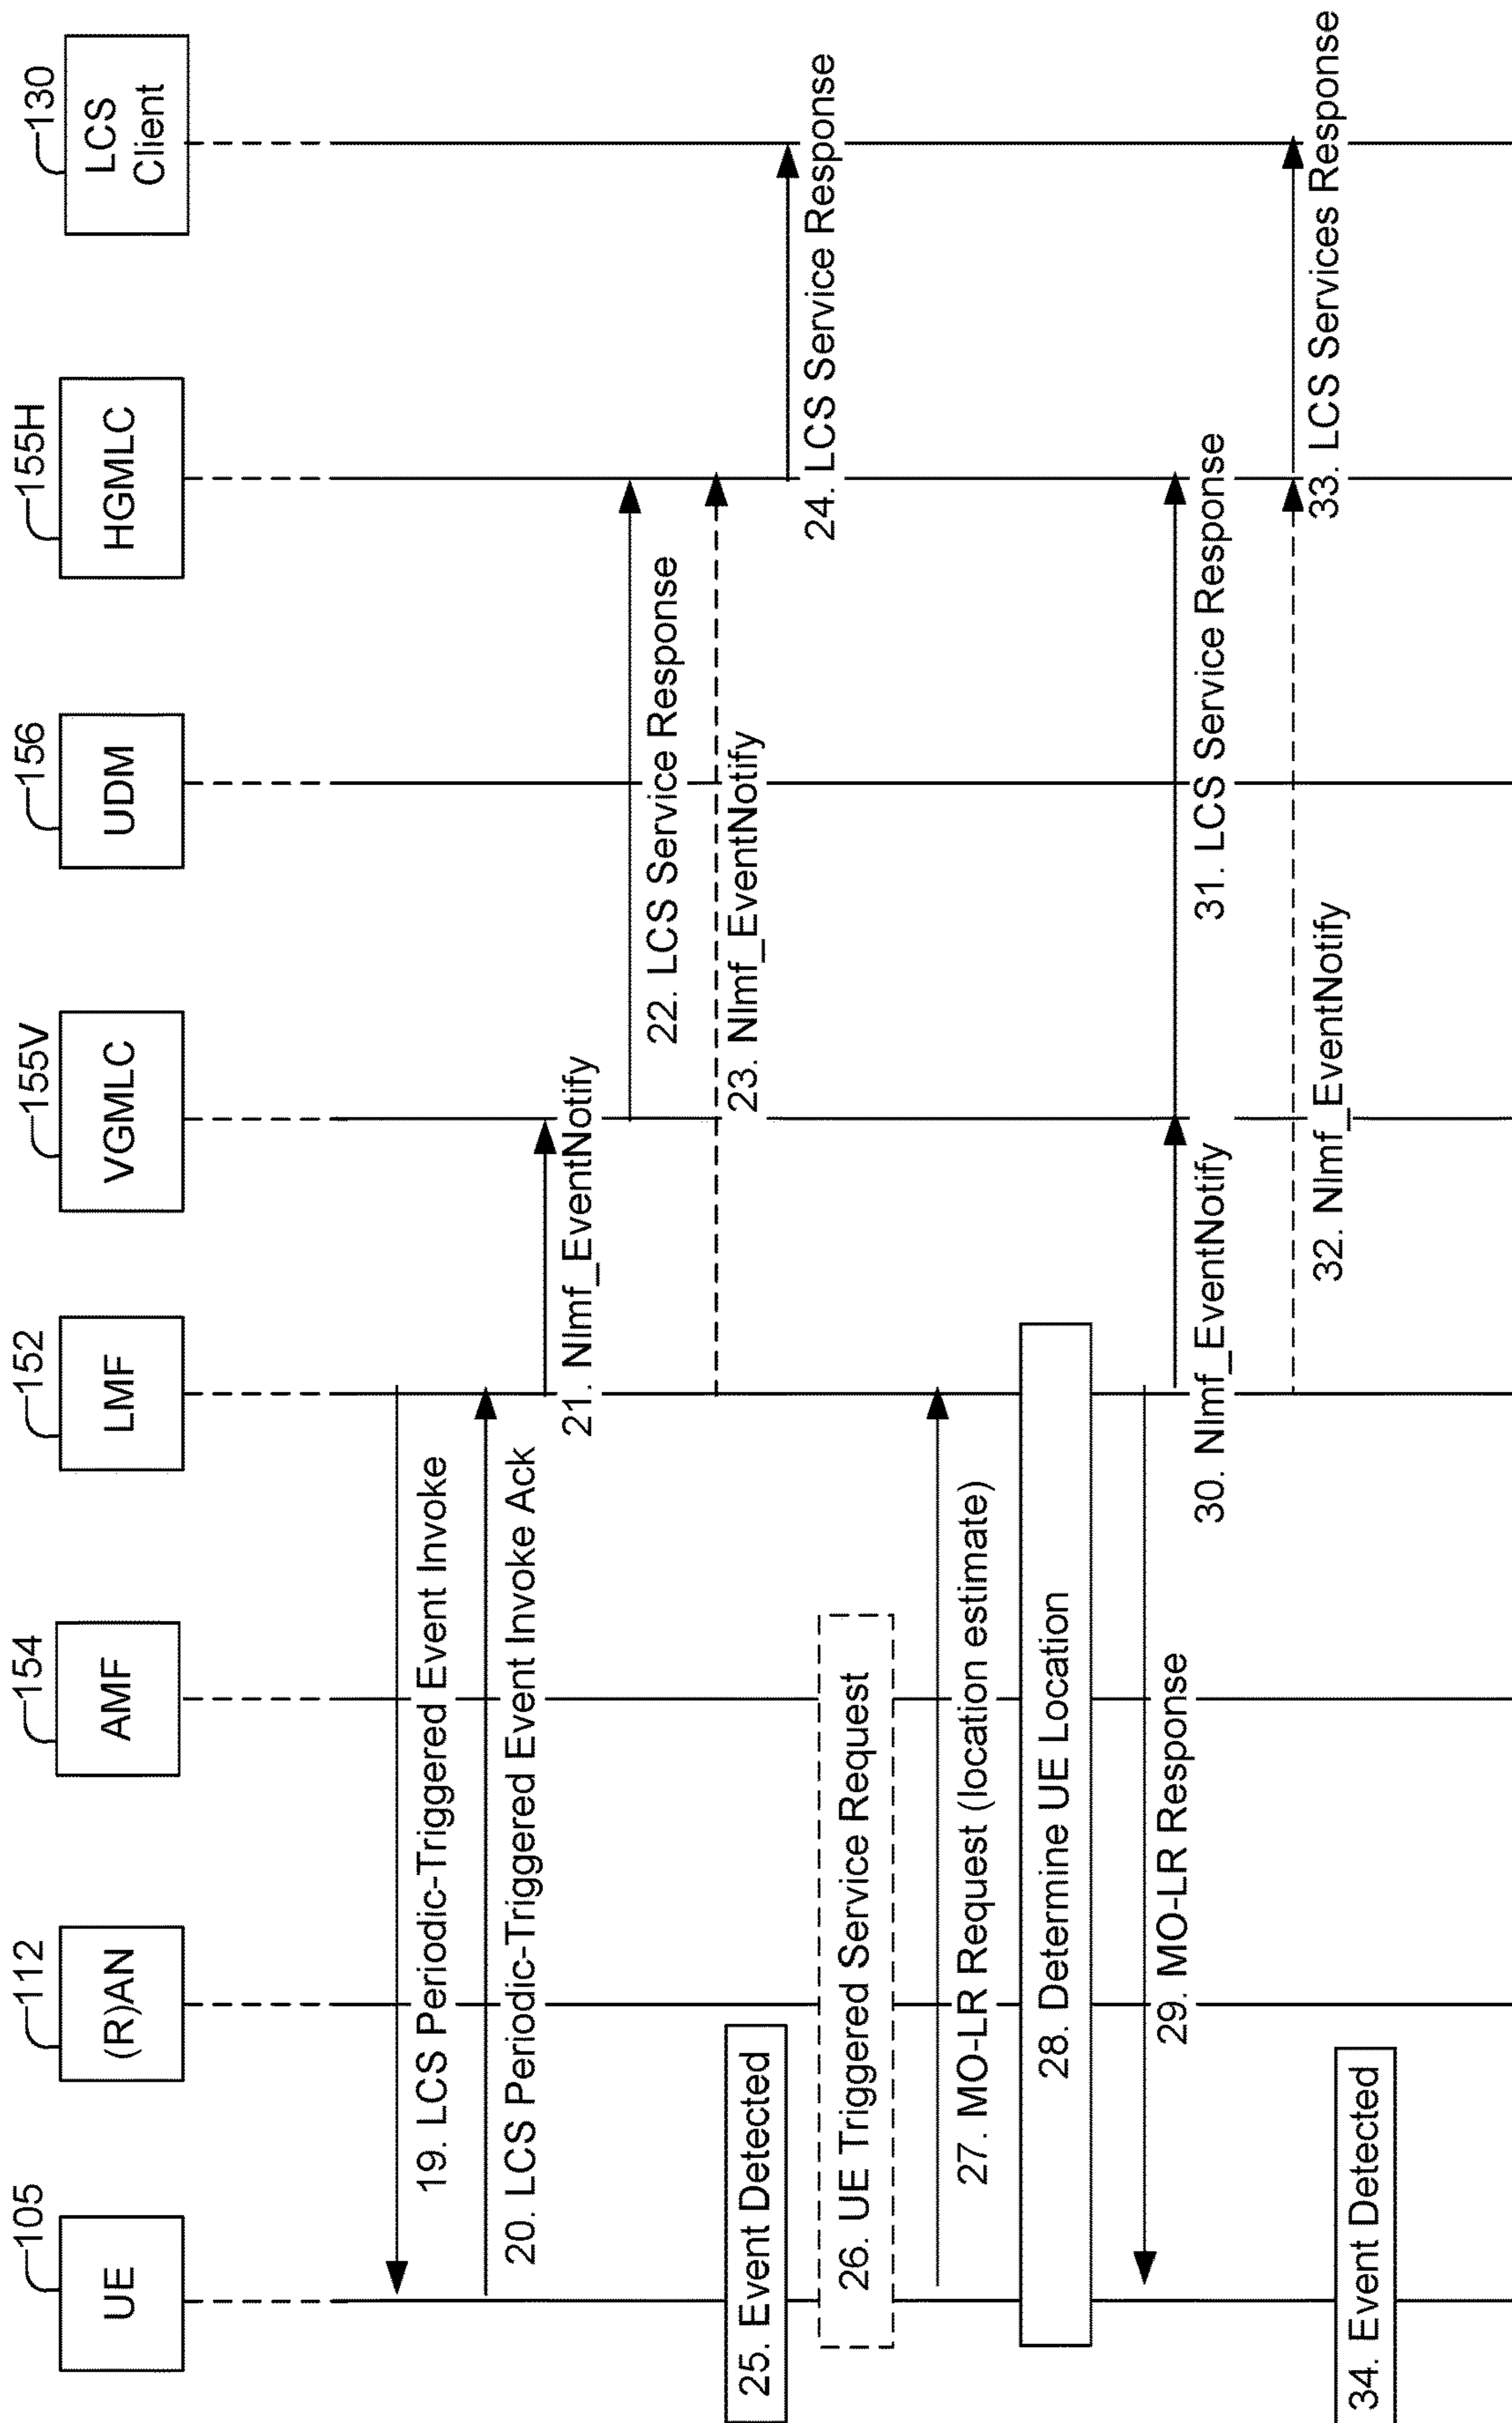 105
UE
112
(R)AN
154
AMF
152
LMF
155V
VGMLC
156
UDM
155H
HGMLC
130
LCS
Client
19. LCS Periodic-Triggered Event Invoke
20. LCS Periodic-Triggered Event Invoke Ack
21. Nlmf_EventNotify
22. LCS Service Response
23. Nlmf_EventNotify
24. LCS Service Response
25. Event Detected
26. UE Triggered Service Request
27. MO-LR Request (location estimate)
28. Determine UE Location
29. MO-LR Response
30. Nlmf_EventNotify
31. LCS Service Response
32. Nlmf_EventNotify
33. LCS Services Response
34. Event Detected